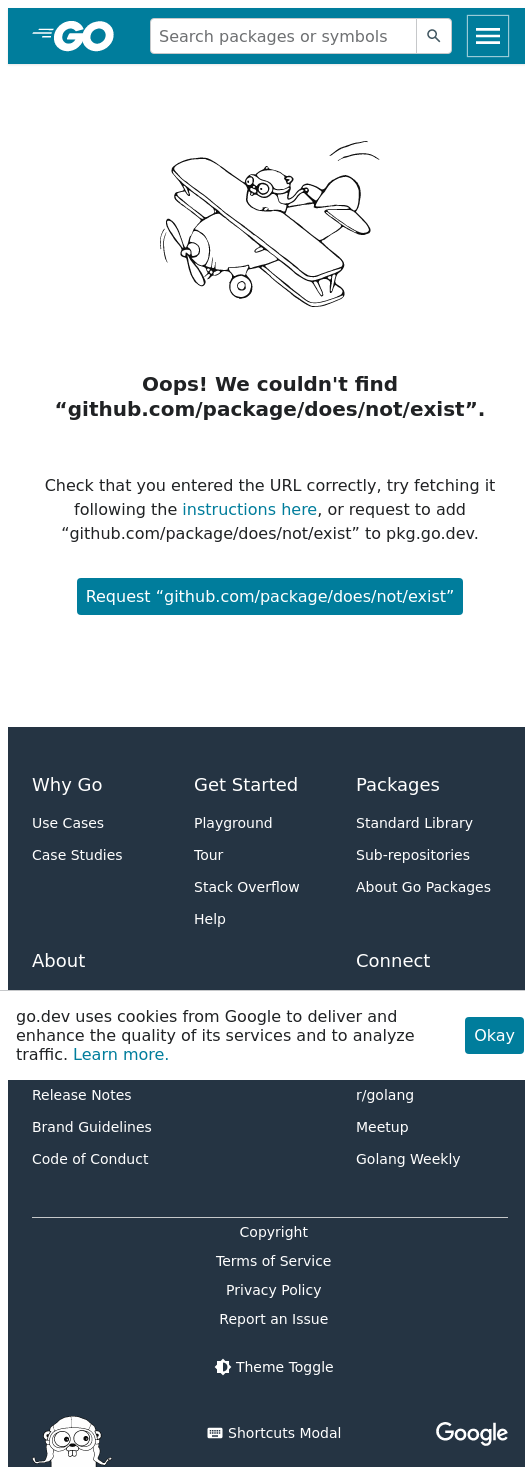 GO
Search packages or symbols
Oops! We couldn't find
“github.com/package/does/not/exist”.
Check that you entered the URL correctly, try fetching it
following the instructions here, or request to add
“github.com/package/does/not/exist” to pkg.go.dev.
Request “github.com/package/does/not/exist”
Why Go
Use Cases
Case Studies
Get Started
Playground
Tour
Stack Overflow
Help
Packages
Standard Library
Sub-repositories
About Go Packages
About
Connect
go.dev uses cookies from Google to deliver and
enhance the quality of its services and to analyze
traffic. Learn more.
Okay
Release Notes
Brand Guidelines
Code of Conduct
r/golang
Meetup
Golang Weekly
Copyright
Terms of Service
Privacy Policy
Report an Issue
Theme Toggle
Shortcuts Modal
Google